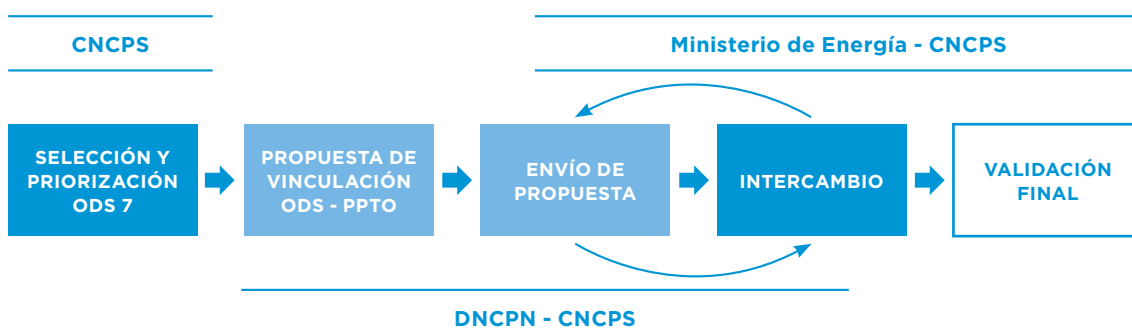 CNCPS
Ministerio de Energía - CNCPS
SELECCIÓN Y
PRIORIZACIÓN
ODS 7
PROPUESTA DE
VINCULACIÓN
ODS - PPTO
ENVÍO DE
PROPUESTA
INTERCAMBIO
VALIDACIÓN
FINAL
DNCPN - CNCPS